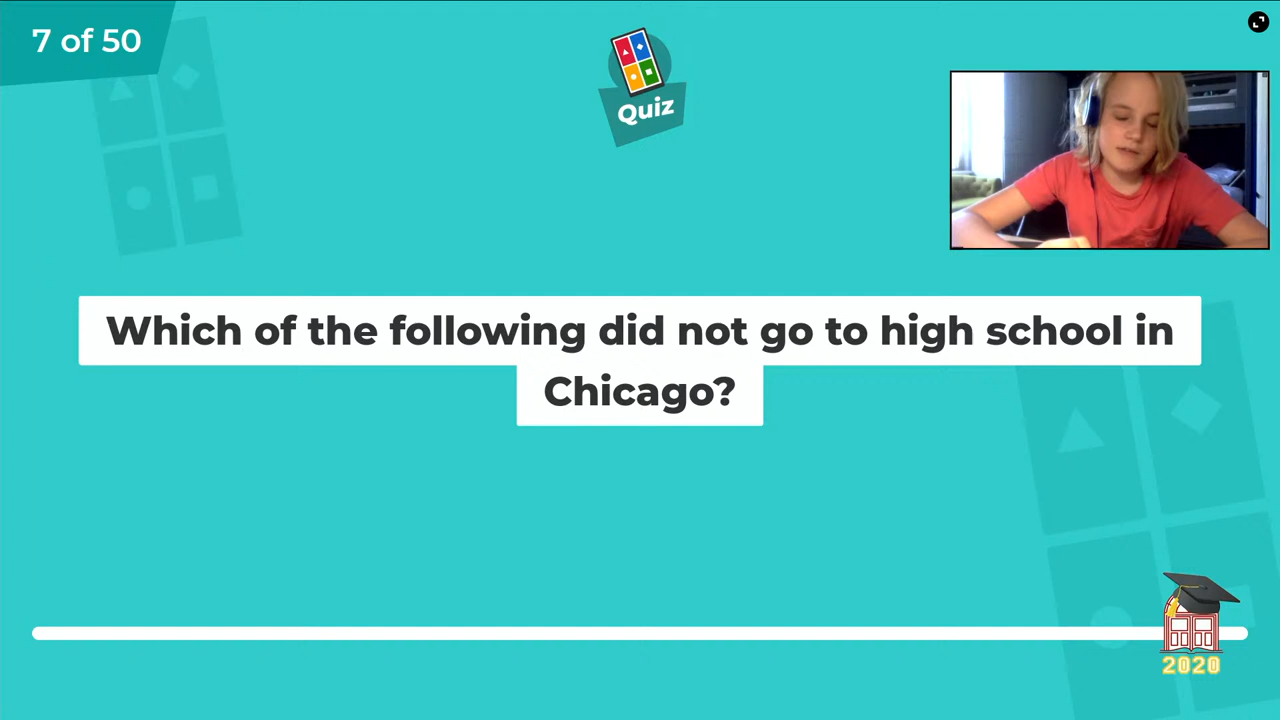 7 of 50
Quiz
Which of the following did not go to high school in
Chicago?
2020